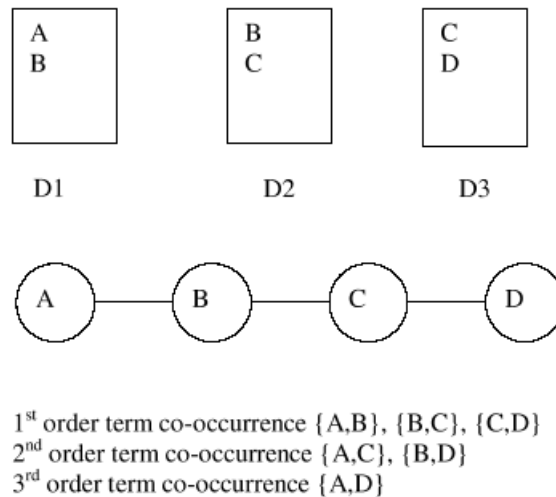 A B C
B C D
D1 D2 D3
A B C D
1st order term co-occurrence {A,B}, {B,C}, {C,D}
2nd order term co-occurrence {A,C}, {B,D}
3rd order term co-occurrence {A,D}